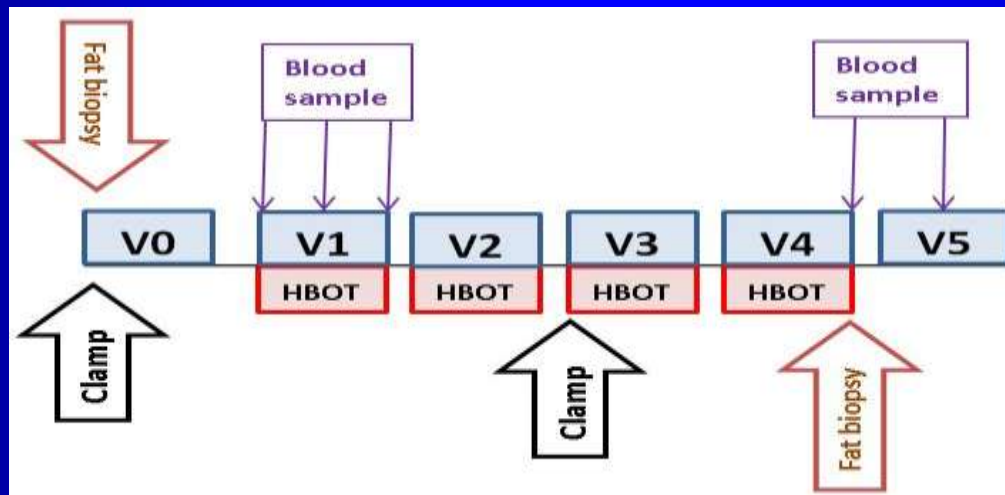 Fat biopsy
Blood
sample
Blood
sample
V0
V1
V2
V3
V4
V5
HBOT
HBOT
HBOT
HBOT
Clamp
Clamp
Fat biopsy